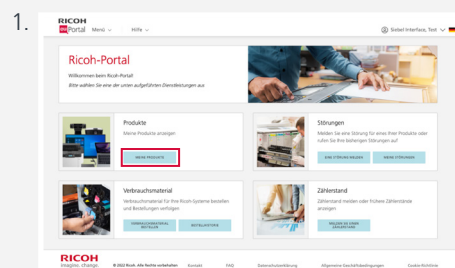 1.
RICOH
Portal Menü Hilfe Siebel Interface, Test
Ricoh-Portal
Willkommen beim Ricoh-Portal!
Bitte wählen Sie eine der unten aufgeführten Dienstleistungen aus
Produkte
Meine Produkte anzeigen
MEINE PRODUKTE
Störungen
Melden Sie eine Störung für eines Ihrer Produkte oder
rufen Sie Ihre bisherigen Störungen auf
EINE STÖRUNG MELDEN MEINE STÖRUNGEN
Verbrauchsmaterial
Verbrauchsmaterial für Ihre Ricoh-Systeme bestellen
und Bestellungen verfolgen
VERBRAUCHSMATERIAL
BESTELLEN
BESTELLHISTORIE
Zählerstand
Zählerstand melden oder frühere Zählerstände
anzeigen
MELDEN SIE EINEN
ZÄHLERSTAND
RICOH
imagine. change.
© 2022 Ricoh. Alle Rechte vorbehalten Kontakt FAQ Datenschutzerklärung Allgemeine Geschäftsbedingungen Cookie-Richtlinie